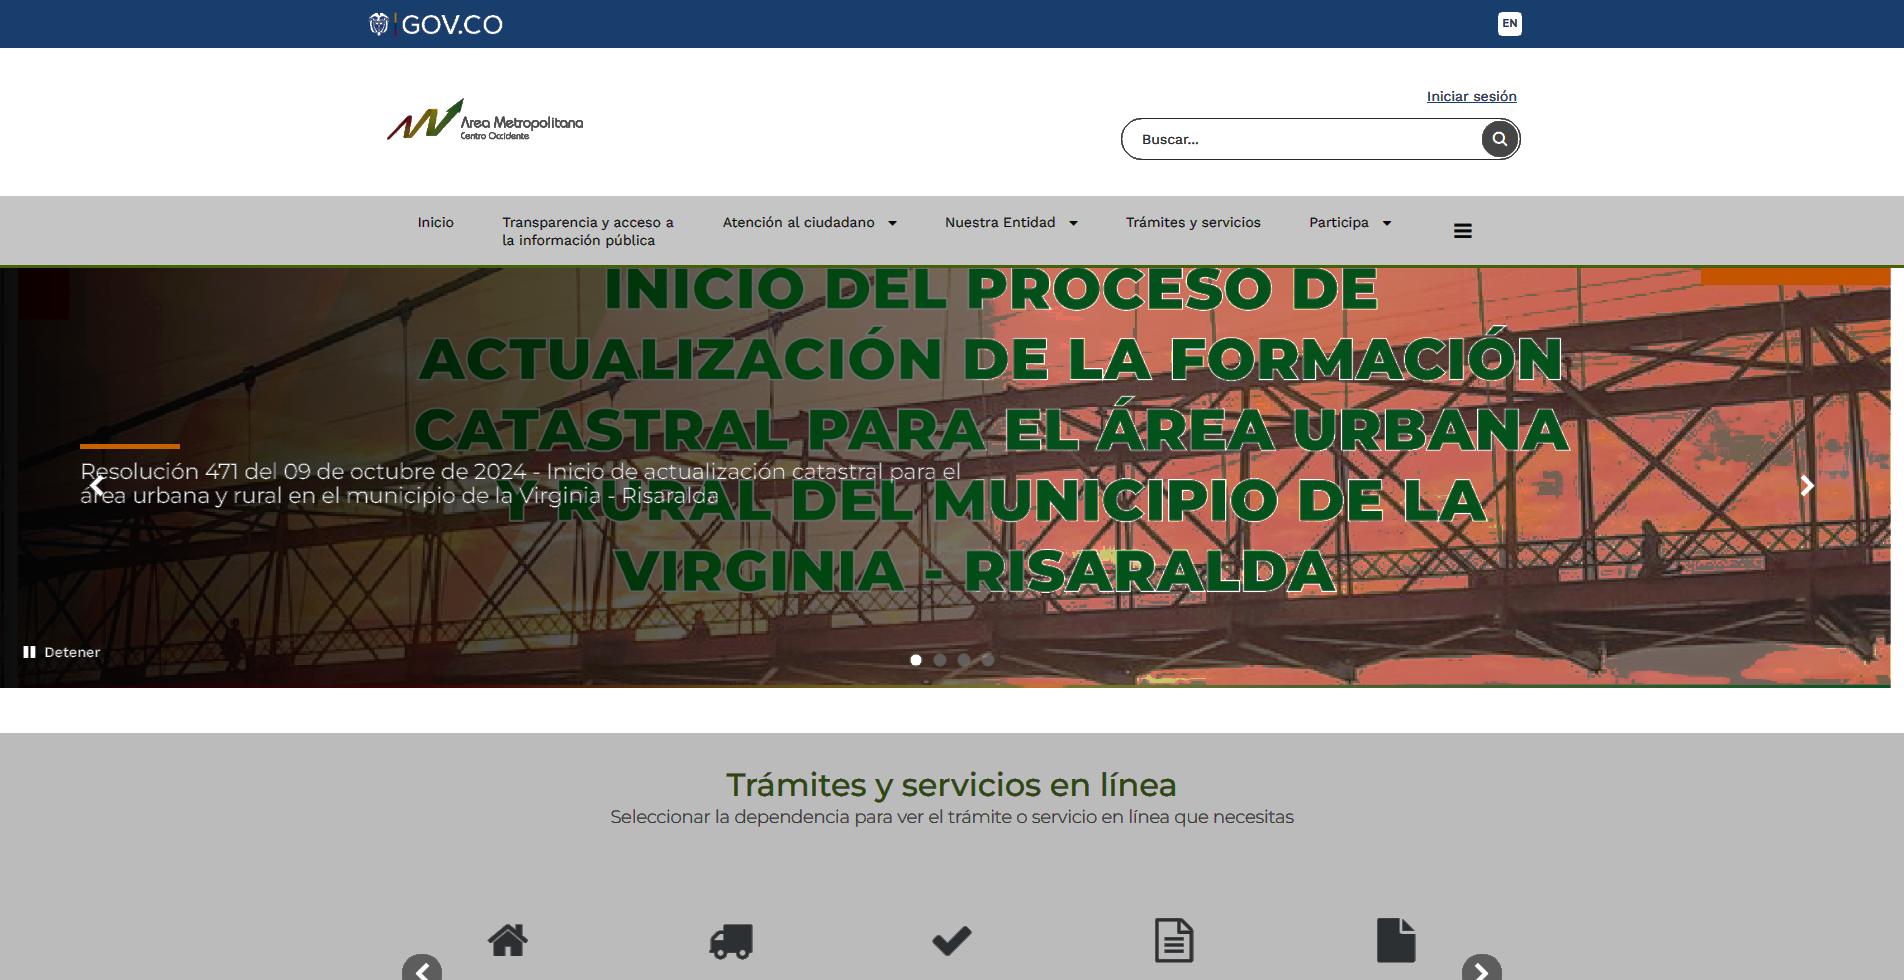 GOV.CO
EN
Iniciar sesión
Área Metropolitana
Centro Occidente
Buscar...
Inicio
Transparencia y acceso a
la información pública
Atención al ciudadano
Nuestra Entidad
Trámites y servicios
Participa
INICIO DEL PROCESO DE
ACTUALIZACIÓN DE LA FORMACIÓN
CATASTRAL PARA EL ÁREA URBANA
Y RURAL DEL MUNICIPIO DE LA
VIRGINIA - RISARALDA
Resolución 471 del 09 de octubre de 2024 - Inicio de actualización catastral para el
área urbana y rural en el municipio de la Virginia - Risaralda
Detener
Trámites y servicios en línea
Seleccionar la dependencia para ver el trámite o servicio en línea que necesitas